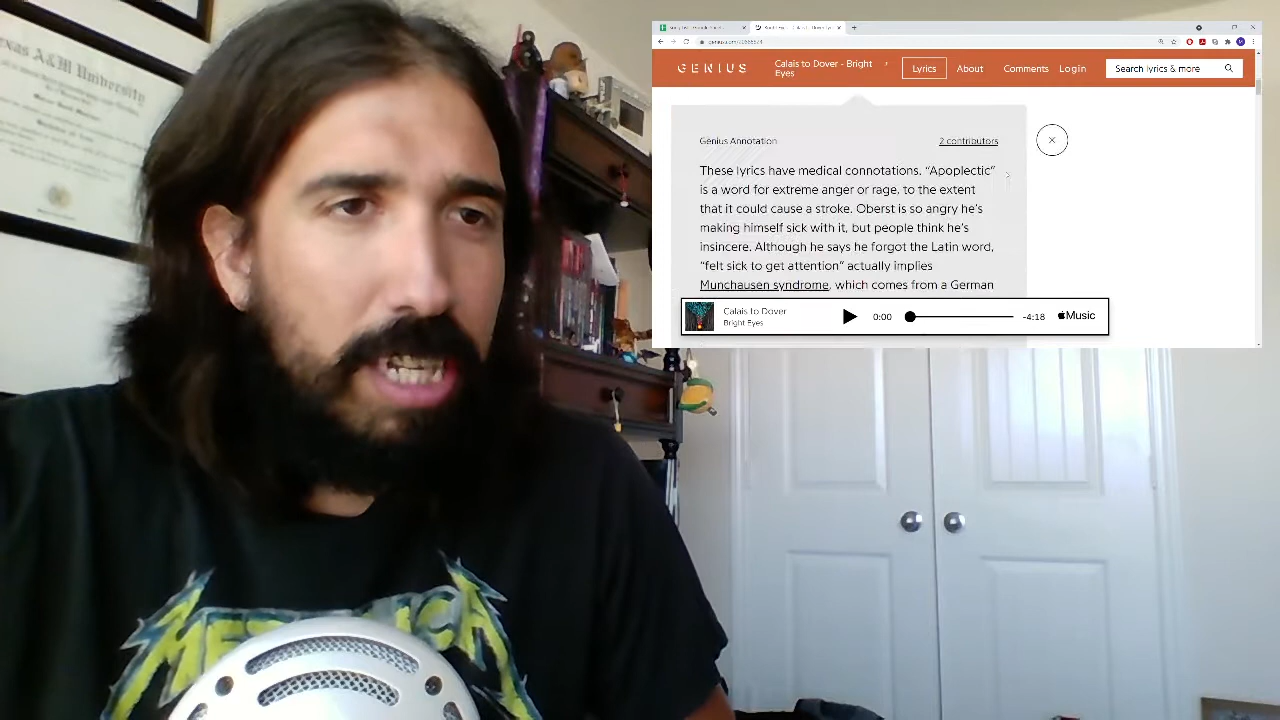 Texas A&M University
GENIUS
Calais to Dover - Bright
Eyes
Lyrics
About
Comments
Login
Search lyrics & more
Genius Annotation
2 contributors
These lyrics have medical connotations. “Apoplectic”
is a word for extreme anger or rage, to the extent
that it could cause a stroke. Oberst is so angry he’s
making himself sick with it, but people think he’s
insincere. Although he says he forgot the Latin word,
“felt sick to get attention” actually implies
Munchausen syndrome, which comes from a German
Calais to Dover
Bright Eyes
0:00
-4:18
Music